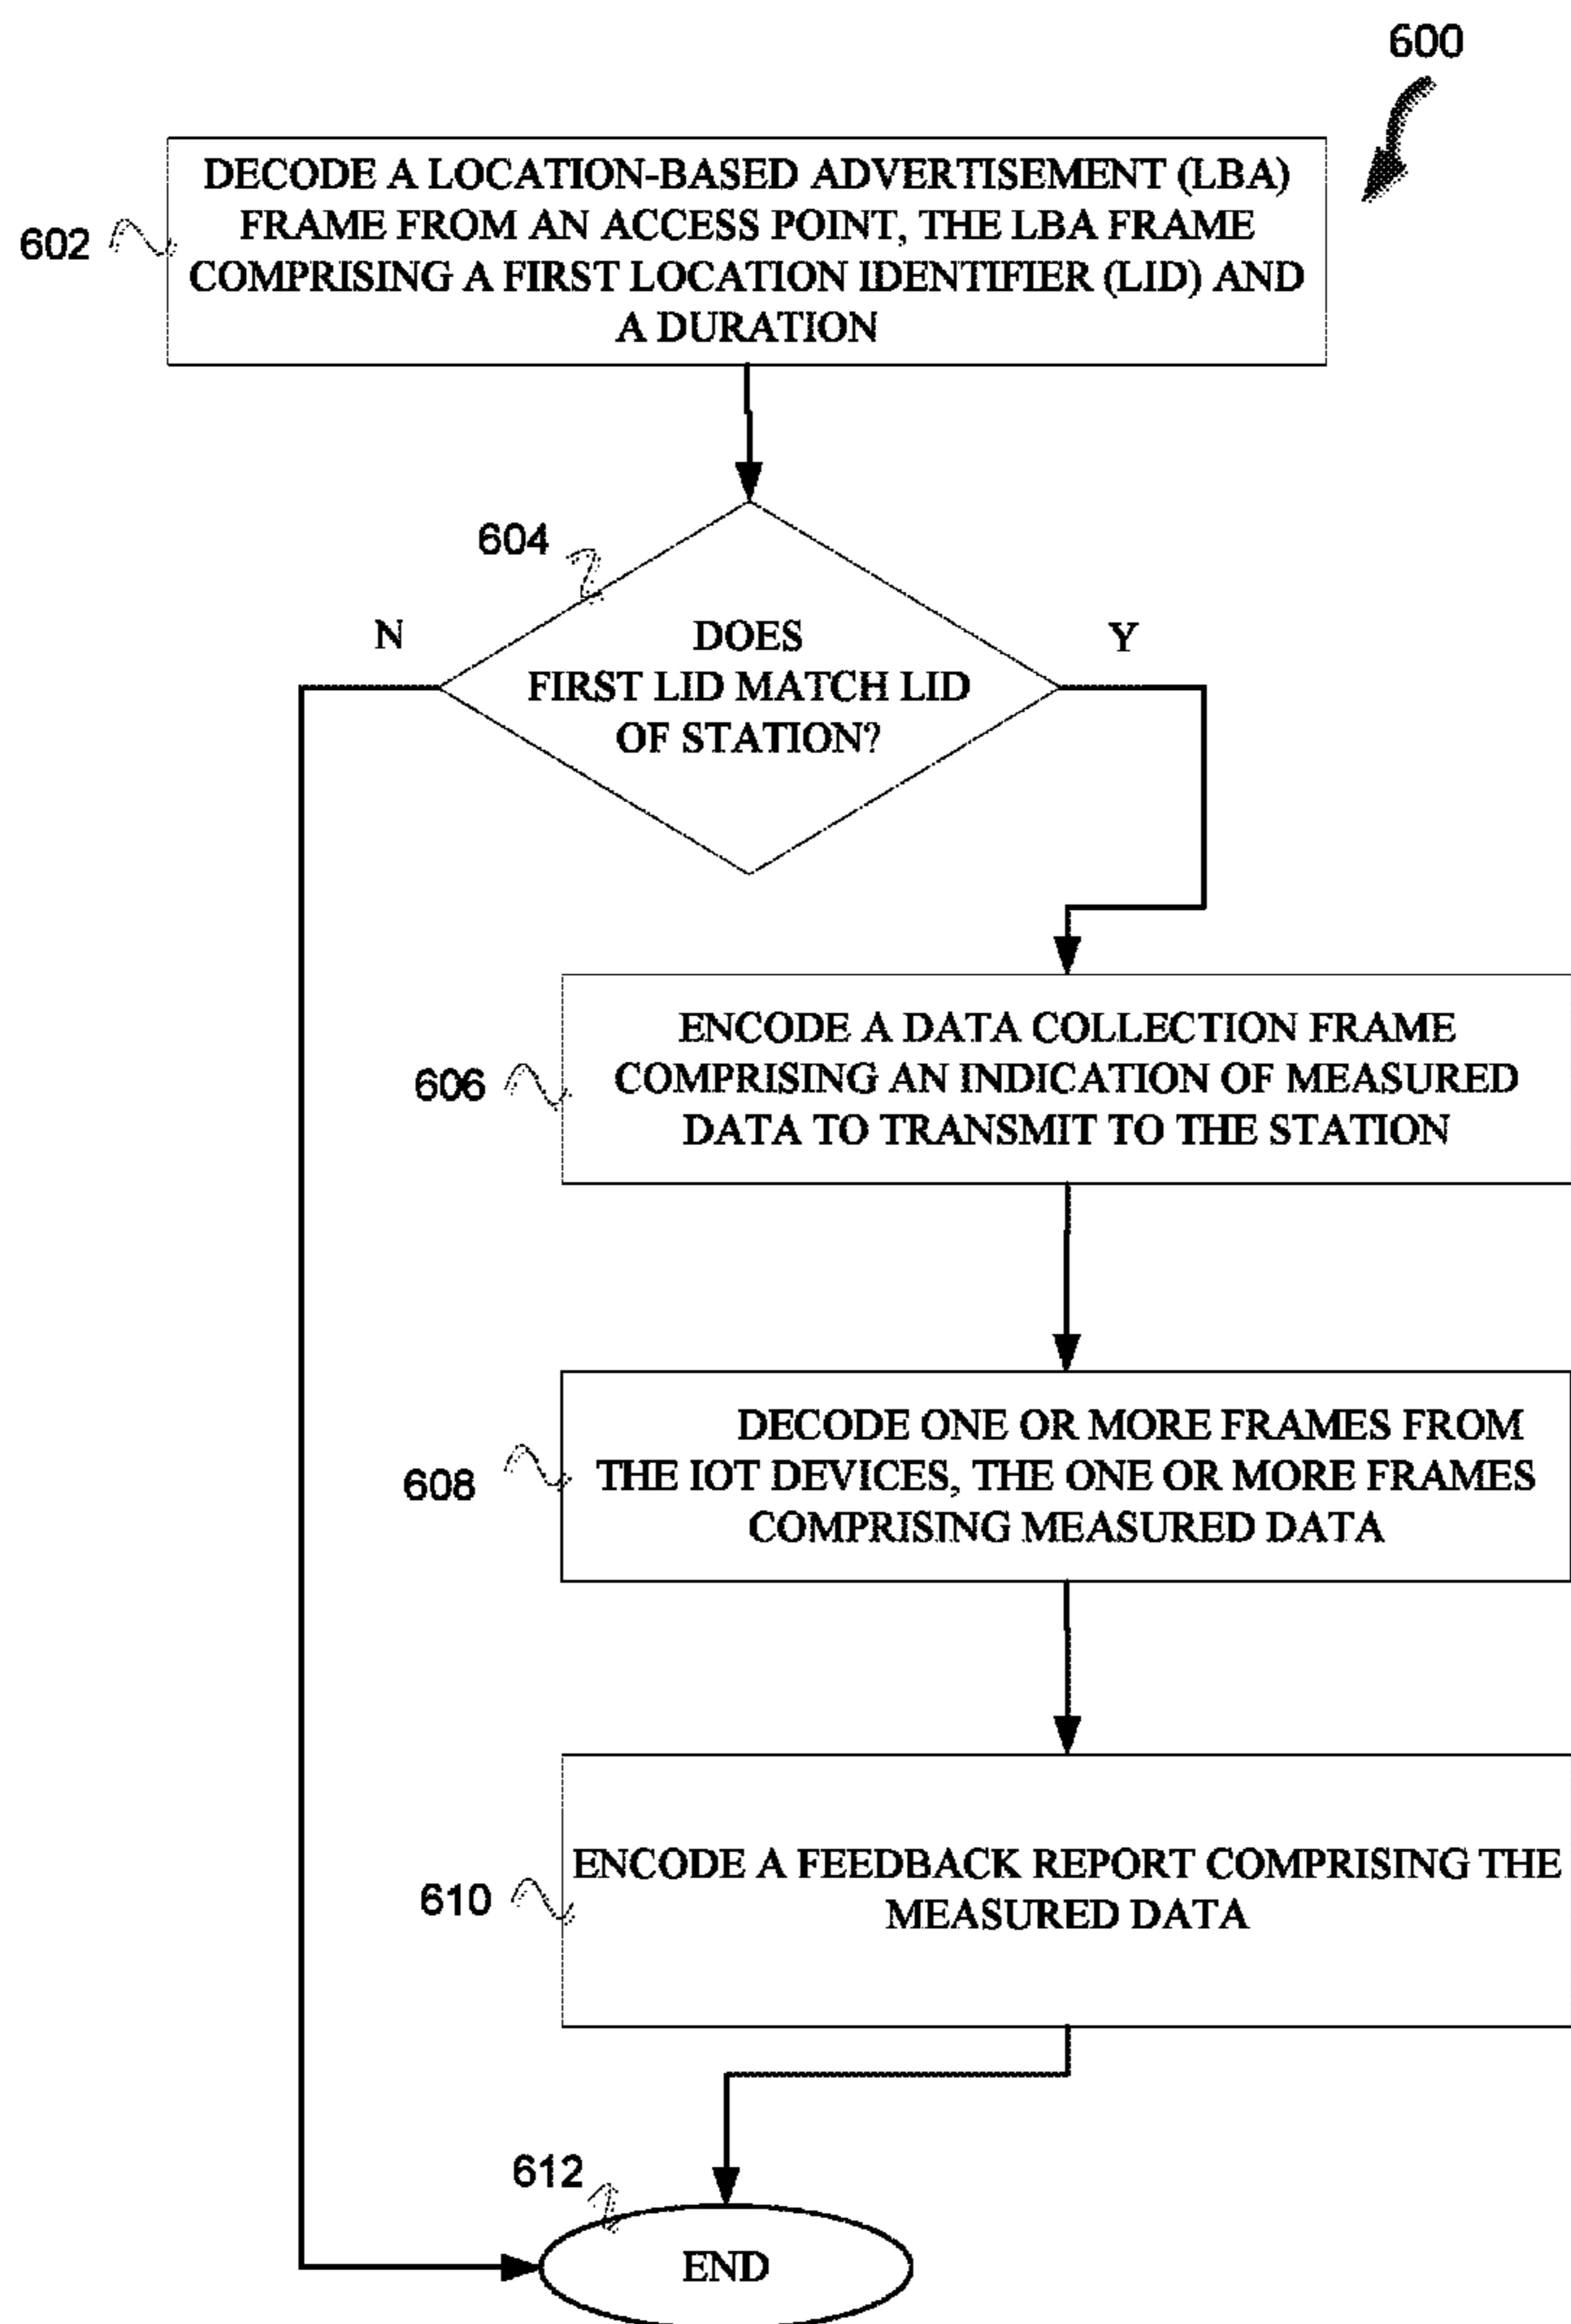 600
602
DECODE A LOCATION-BASED ADVERTISEMENT (LBA)
FRAME FROM AN ACCESS POINT, THE LBA FRAME
COMPRISING A FIRST LOCATION IDENTIFIER (LID) AND
A DURATION
604
N
DOES
FIRST LID MATCH LID
OF STATION?
Y
606
ENCODE A DATA COLLECTION FRAME
COMPRISING AN INDICATION OF MEASURED
DATA TO TRANSMIT TO THE STATION
608
DECODE ONE OR MORE FRAMES FROM
THE IOT DEVICES, THE ONE OR MORE FRAMES
COMPRISING MEASURED DATA
610
ENCODE A FEEDBACK REPORT COMPRISING THE
MEASURED DATA
612
END